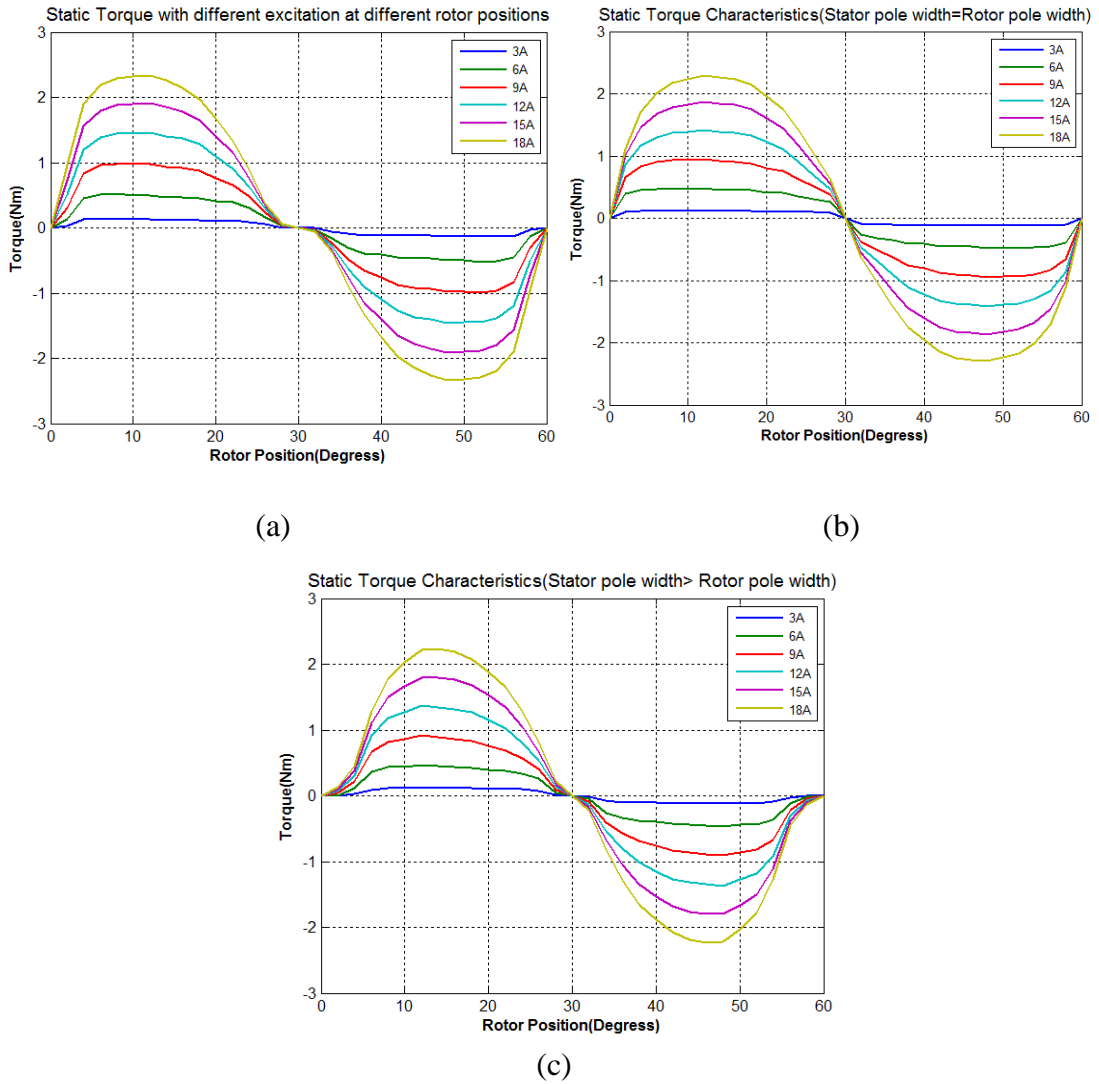 Static Torque with different excitation at different rotor positions
3
2
1
0
-1
-2
-3
Torque(Nm)
3A
6A
9A
12A
15A
18A
0 10 20 30 40 50 60
Rotor Position(Degress)
(a)
Static Torque Characteristics(Stator pole width=Rotor pole width)
3
2
1
0
-1
-2
-3
Torque(Nm)
3A
6A
9A
12A
15A
18A
0 10 20 30 40 50 60
Rotor Position(Degress)
(b)
Static Torque Characteristics(Stator pole width> Rotor pole width)
3
2
1
0
-1
-2
-3
Torque(Nm)
3A
6A
9A
12A
15A
18A
0 10 20 30 40 50 60
Rotor Position(Degress)
(c)